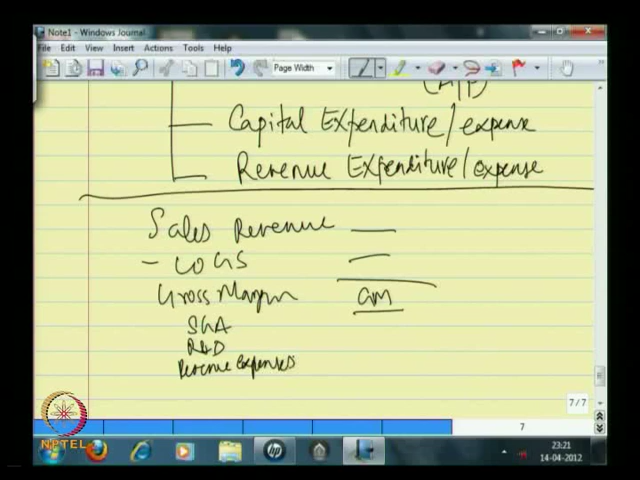 Note1 - Windows Journal
File Edit View Insert Actions Tools Help
Page Width
(A/P)
Capital Expenditure/expense
Revenue Expenditure/expense
Sales Revenue —
- COGS —
Gross Margin GM
SGA
R&D
Revenue Expenses
7/7
7
NPTEL
hp
23:21
14-04-2012